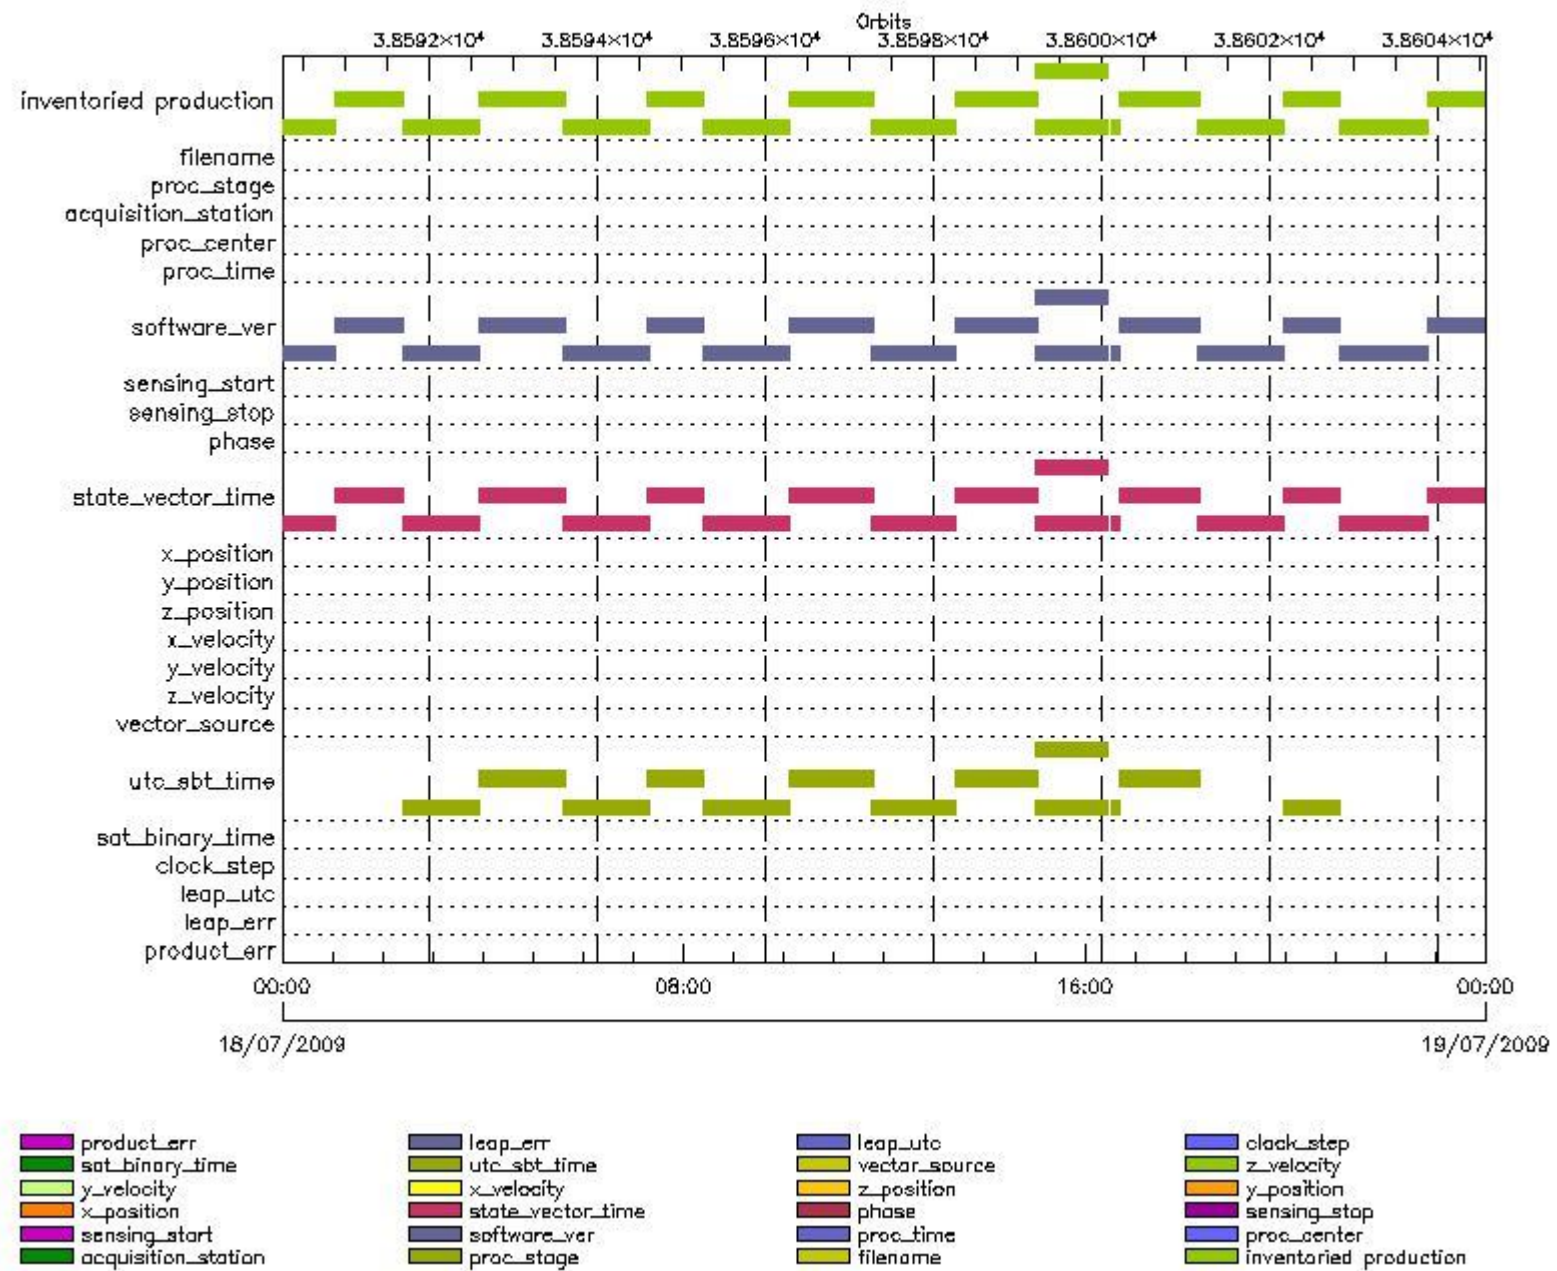 Orbits
3.8592×10⁴ 3.8594×10⁴ 3.8596×10⁴ 3.8598×10⁴ 3.8600×10⁴ 3.8602×10⁴ 3.8604×10⁴
inventoried production
filename
proc_stage
acquisition_station
proc_center
proc_time
software_ver
sensing_start
sensing_stop
phase
state_vector_time
x_position
y_position
z_position
x_velocity
y_velocity
z_velocity
vector_source
utc_sbt_time
sat_binary_time
clock_step
leap_utc
leap_err
product_err
00:00 08:00 16:00 00:00
18/07/2009 19/07/2009
product_err leap_err leap_utc clock_step
sat_binary_time utc_sbt_time vector_source z_velocity
y_velocity x_velocity z_position y_position
x_position state_vector_time phase sensing_stop
sensing_start software_ver proc_time proc_center
acquisition_station proc_stage filename inventoried production